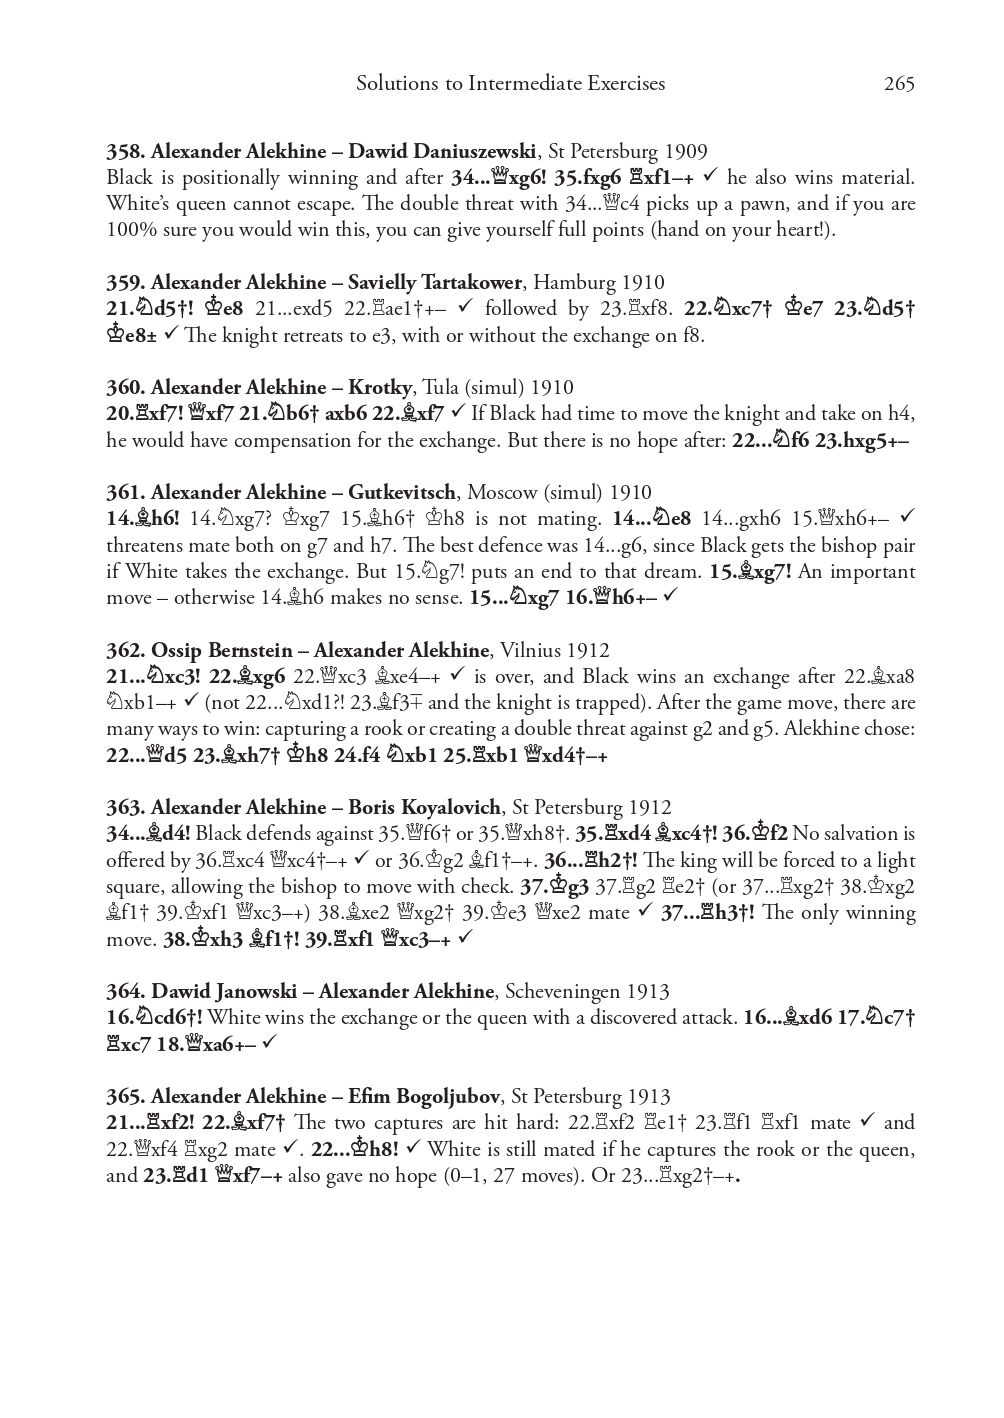 Solutions to Intermediate Exercises 265
358. Alexander Alekhine – Dawid Daniuszewski, St Petersburg 1909
Black is positionally winning and after 34...♕xg6! 35.fxg6 ♖xf1–+ ✓ he also wins material.
White’s queen cannot escape. The double threat with 34...♕c4 picks up a pawn, and if you are
100% sure you would win this, you can give yourself full points (hand on your heart!).
359. Alexander Alekhine – Savielly Tartakower, Hamburg 1910
21.♘d5†! ♔e8 21...exd5 22.♖ae1†+– ✓ followed by 23.♖xf8. 22.♘xc7† ♔e7 23.♘d5†
♔e8± ✓ The knight retreats to e3, with or without the exchange on f8.
360. Alexander Alekhine – Krotky, Tula (simul) 1910
20.♖xf7! ♕xf7 21.♘b6† axb6 22.♗xf7 ✓ If Black had time to move the knight and take on h4,
he would have compensation for the exchange. But there is no hope after: 22...♘f6 23.hxg5+–
361. Alexander Alekhine – Gutkevitsch, Moscow (simul) 1910
14.♗h6! 14.♘xg7? ♔xg7 15.♗h6† ♔h8 is not mating. 14...♘e8 14...gxh6 15.♕xh6+– ✓
threatens mate both on g7 and h7. The best defence was 14...g6, since Black gets the bishop pair
if White takes the exchange. But 15.♘g7! puts an end to that dream. 15.♗xg7! An important
move – otherwise 14.♗h6 makes no sense. 15...♘xg7 16.♕h6+– ✓
362. Ossip Bernstein – Alexander Alekhine, Vilnius 1912
21...♘xc3! 22.♗xg6 22.♕xc3 ♗xe4–+ ✓ is over, and Black wins an exchange after 22.♗xa8
♘xb1–+ ✓ (not 22...♘xd1?! 23.♗f3∓ and the knight is trapped). After the game move, there are
many ways to win: capturing a rook or creating a double threat against g2 and g5. Alekhine chose:
22...♕d5 23.♗xh7† ♔h8 24.f4 ♘xb1 25.♖xb1 ♕xd4†–+
363. Alexander Alekhine – Boris Koyalovich, St Petersburg 1912
34...♗d4! Black defends against 35.♕f6† or 35.♕xh8†. 35.♖xd4 ♗xc4†! 36.♔f2 No salvation is
offered by 36.♖xc4 ♕xc4†–+ ✓ or 36.♔g2 ♗f1†–+. 36...♖h2†! The king will be forced to a light
square, allowing the bishop to move with check. 37.♔g3 37.♖g2 ♖e2† (or 37...♖xg2† 38.♔xg2
♗f1† 39.♔xf1 ♕xc3–+) 38.♗xe2 ♕xg2† 39.♔e3 ♕xe2 mate ✓ 37...♖h3†! The only winning
move. 38.♔xh3 ♗f1†! 39.♖xf1 ♕xc3–+ ✓
364. Dawid Janowski – Alexander Alekhine, Scheveningen 1913
16.♘cd6†! White wins the exchange or the queen with a discovered attack. 16...♗xd6 17.♘c7†
♖xc7 18.♕xa6+– ✓
365. Alexander Alekhine – Efim Bogoljubov, St Petersburg 1913
21...♖xf2! 22.♗xf7† The two captures are hit hard: 22.♖xf2 ♖e1† 23.♖f1 ♖xf1 mate ✓ and
22.♕xf4 ♖xg2 mate ✓. 22...♔h8! ✓ White is still mated if he captures the rook or the queen,
and 23.♖d1 ♕xf7–+ also gave no hope (0–1, 27 moves). Or 23...♖xg2†–+.